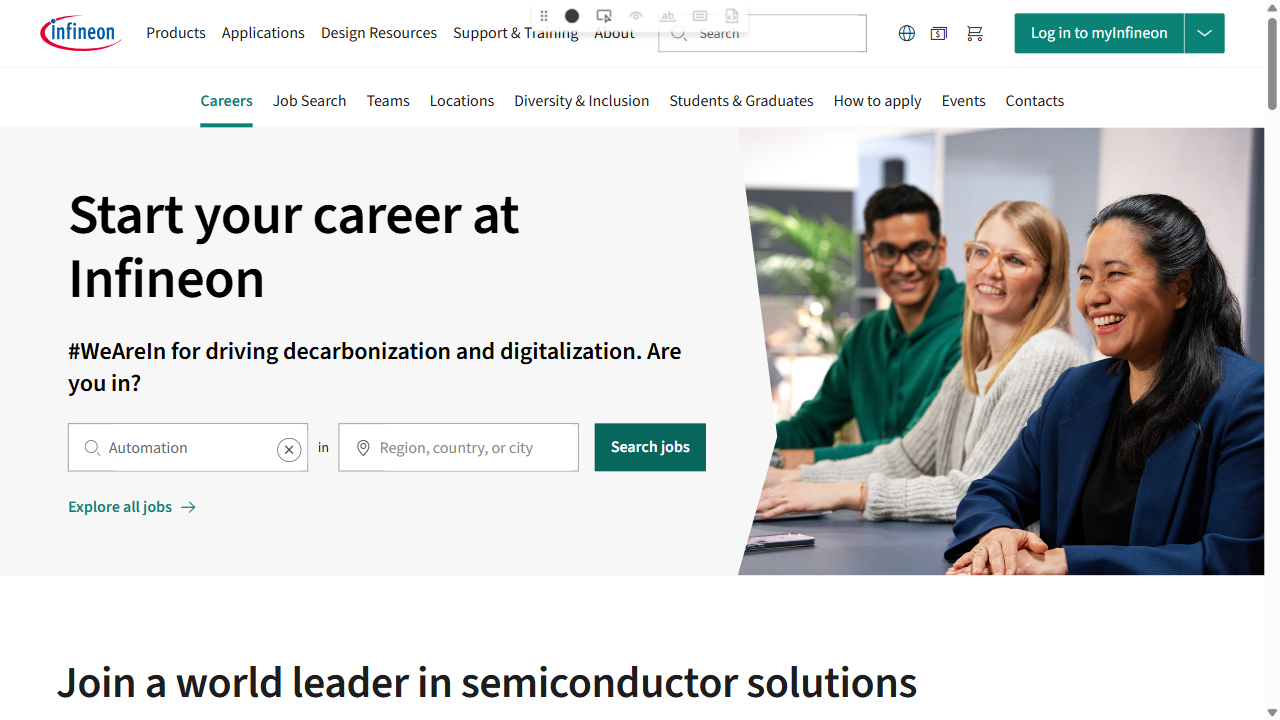 infineon
Products Applications Design Resources Support & Training About Search Log in to myInfineon
Careers Job Search Teams Locations Diversity & Inclusion Students & Graduates How to apply Events Contacts
Start your career at
Infineon
#WeAreIn for driving decarbonization and digitalization. Are
you in?
Automation in Region, country, or city Search jobs
Explore all jobs
Join a world leader in semiconductor solutions